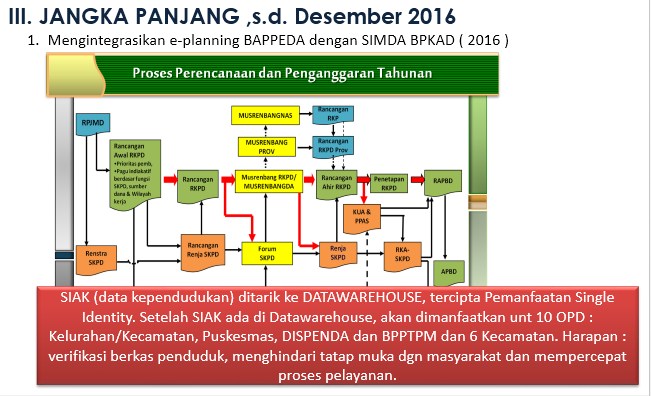 III. JANGKA PANJANG ,s.d. Desember 2016
1. Mengintegrasikan e-planning BAPPEDA dengan SIMDA BPKAD ( 2016 )
Proses Perencanaan dan Penganggaran Tahunan
MUSRENBANGNAS
Rancangan
RKP
RPJMD
MUSRENBANG
PROV
Rancangan
RKPD Prov
Rancangan
Awal RKPD
•Prioritas pemb,
•Pagu indikatif
berdasar fungsi
SKPD, sumber
dana & Wilayah
kerja
Rancangan
RKPD
Musrenbang RKPD/
MUSRENBANGDA
Rancangan
Ahir RKPD
Penetapan
RKPD
RAPBD
KUA &
PPAS
Renstra
SKPD
Rancangan
Renja SKPD
Forum
SKPD
Renja
SKPD
RKA-
SKPD
APBD
SIAK (data kependudukan) ditarik ke DATAWAREHOUSE, tercipta Pemanfaatan Single
Identity. Setelah SIAK ada di Datawarehouse, akan dimanfaatkan unt 10 OPD :
Kelurahan/Kecamatan, Puskesmas, DISPENDA dan BPPTPM dan 6 Kecamatan. Harapan :
verifikasi berkas penduduk, menghindari tatap muka dgn masyarakat dan mempercepat
proses pelayanan.